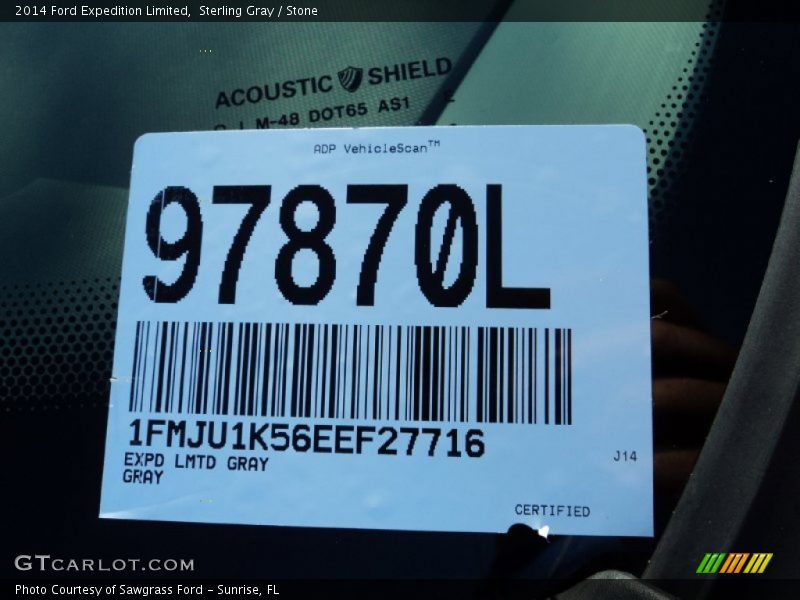 2014 Ford Expedition Limited,  Sterling Gray / Stone
ACOUSTIC SHIELD
M-48 DOT65 AS1
ADP VehicleScan™
97870L
1FMJU1K56EEF27716
EXPD LMTD GRAY
GRAY
J14
CERTIFIED
GTCARLOT.COM
Photo Courtesy of Sawgrass Ford - Sunrise, FL